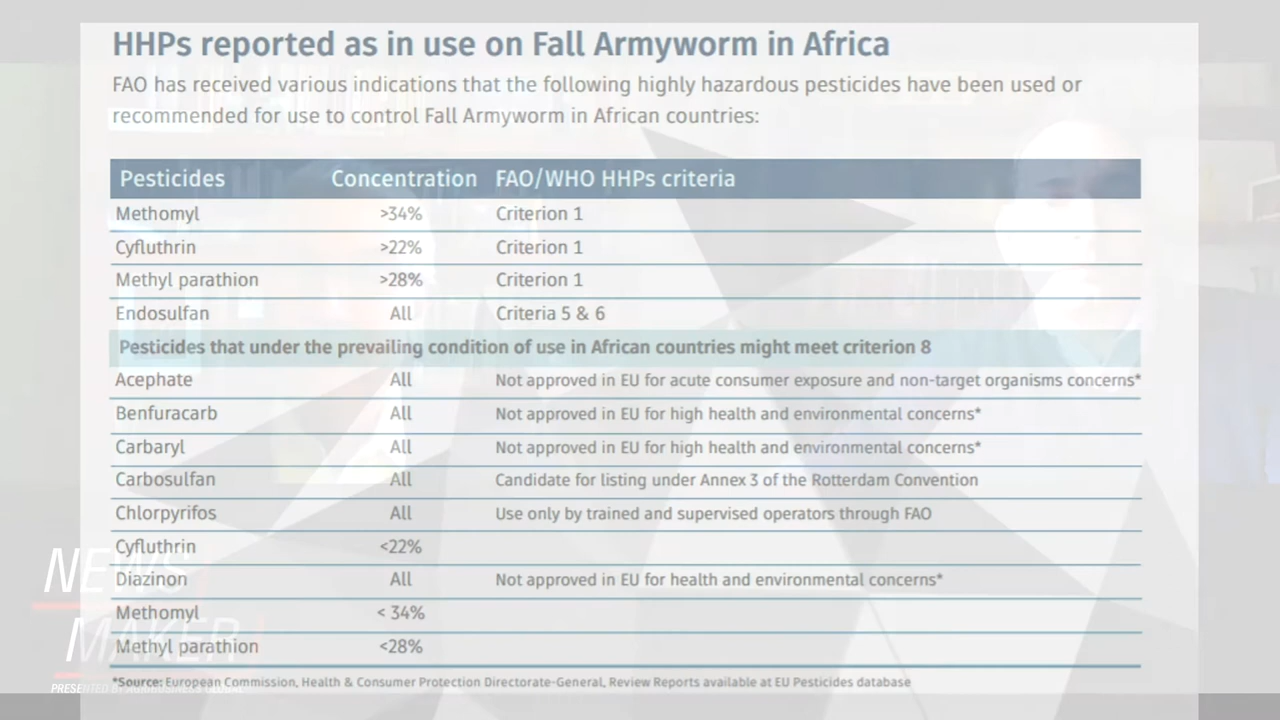 HHPs reported as in use on Fall Armyworm in Africa
FAO has received various indications that the following highly hazardous pesticides have been used or
recommended for use to control Fall Armyworm in African countries:
Pesticides Concentration FAO/WHO HHPs criteria
Methomyl >34% Criterion 1
Cyfluthrin >22% Criterion 1
Methyl parathion >28% Criterion 1
Endosulfan All Criteria 5 & 6
Pesticides that under the prevailing condition of use in African countries might meet criterion 8
Acephate All Not approved in EU for acute consumer exposure and non-target organisms concerns*
Benfuracarb All Not approved in EU for high health and environmental concerns*
Carbaryl All Not approved in EU for high health and environmental concerns*
Carbosulfan All Candidate for listing under Annex 3 of the Rotterdam Convention
Chlorpyrifos All Use only by trained and supervised operators through FAO
Cyfluthrin <22%
Diazinon All Not approved in EU for health and environmental concerns*
Methomyl < 34%
Methyl parathion <28%
*Source: European Commission, Health & Consumer Protection Directorate-General, Review Reports available at EU Pesticides database
NEWS
MAKER
PRESENTED BY AGRIBUSINESS GLOBAL